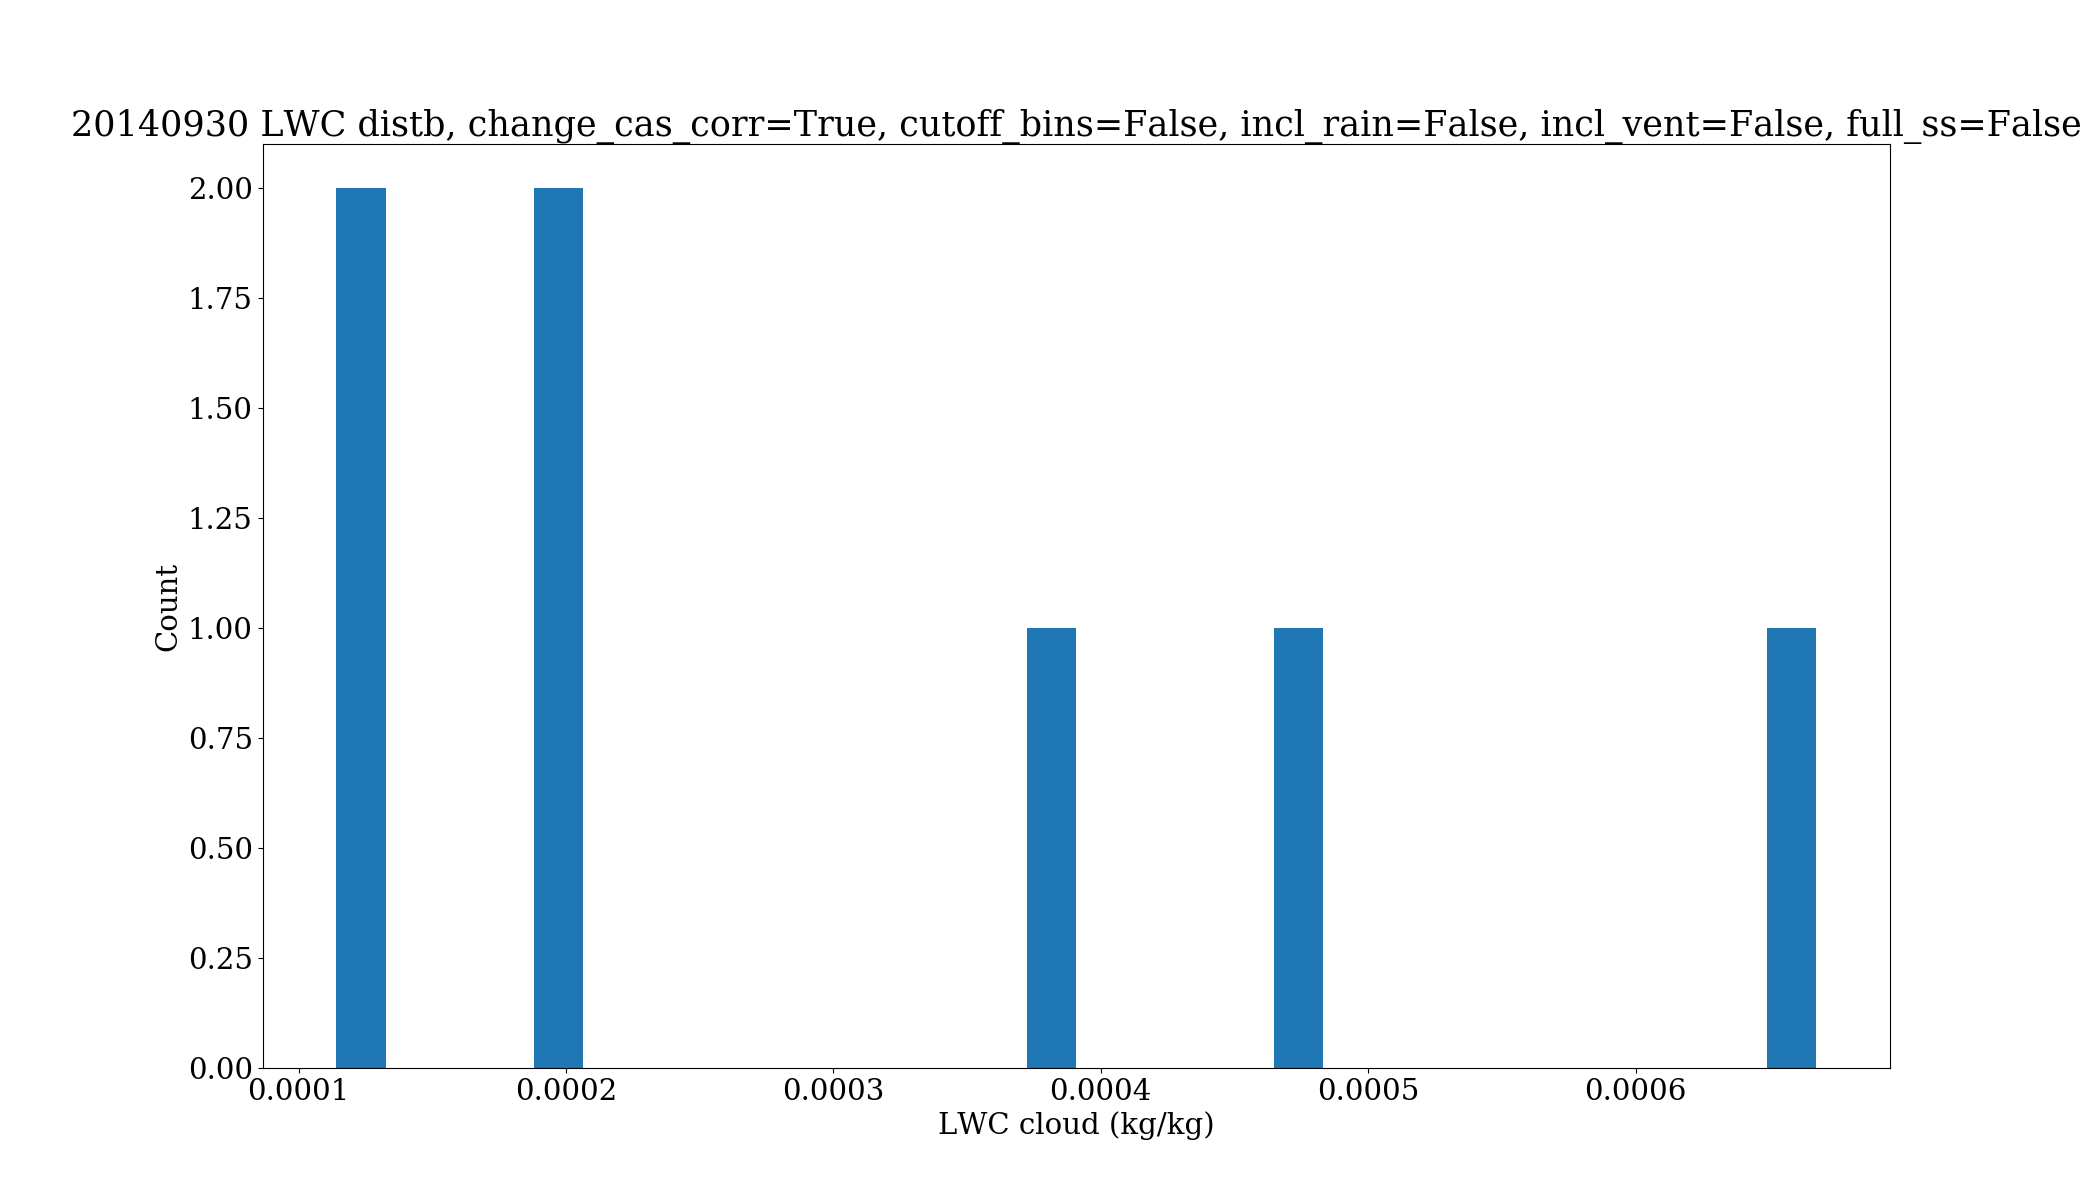 20140930 LWC distb, change_cas_corr=True, cutoff_bins=False, incl_rain=False, incl_vent=False, full_ss=False
2.00
1.75
1.50
1.25
1.00
0.75
0.50
0.25
0.00
Count
0.0001 0.0002 0.0003 0.0004 0.0005 0.0006
LWC cloud (kg/kg)